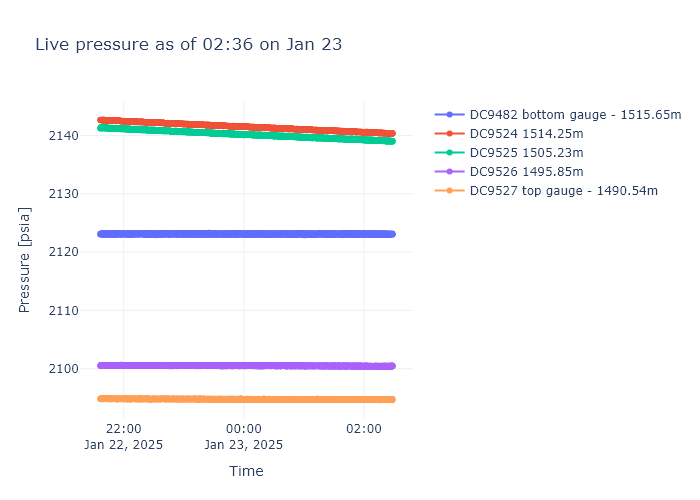 Live pressure as of 02:36 on Jan 23
DC9482 bottom gauge - 1515.65m
DC9524 1514.25m
DC9525 1505.23m
DC9526 1495.85m
DC9527 top gauge - 1490.54m
Pressure [psia]
2140
2130
2120
2110
2100
22:00
Jan 22, 2025
00:00
Jan 23, 2025
02:00
Time